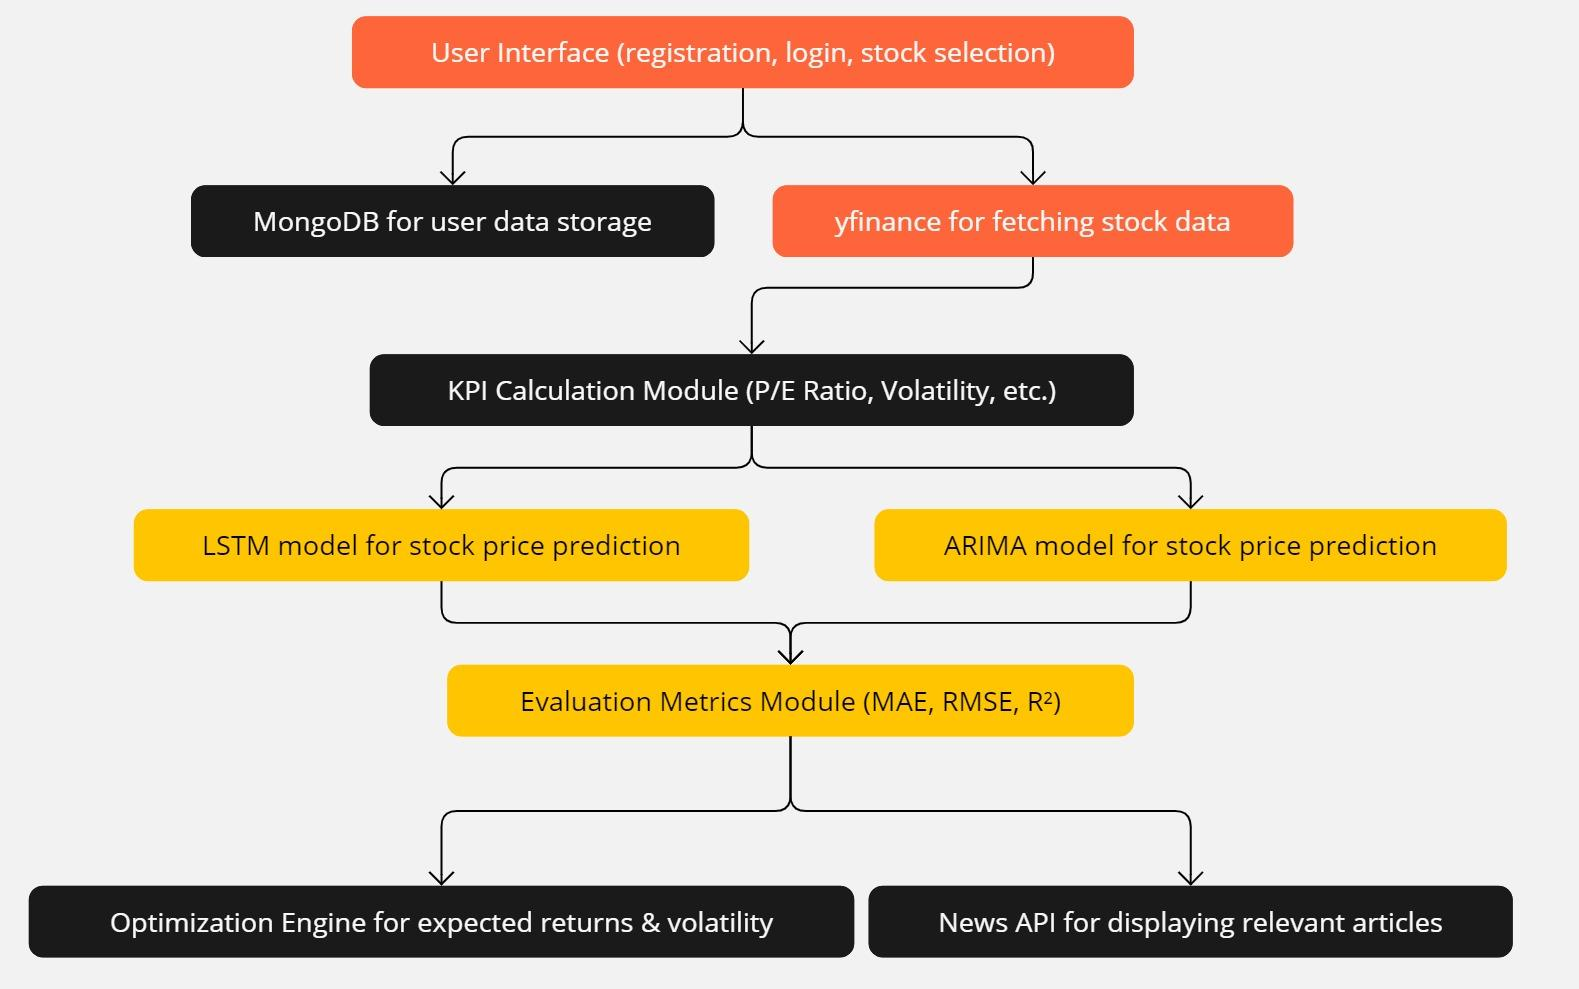 User Interface (registration, login, stock selection)
MongoDB for user data storage
yfinance for fetching stock data
KPI Calculation Module (P/E Ratio, Volatility, etc.)
LSTM model for stock price prediction
ARIMA model for stock price prediction
Evaluation Metrics Module (MAE, RMSE, R²)
Optimization Engine for expected returns & volatility
News API for displaying relevant articles